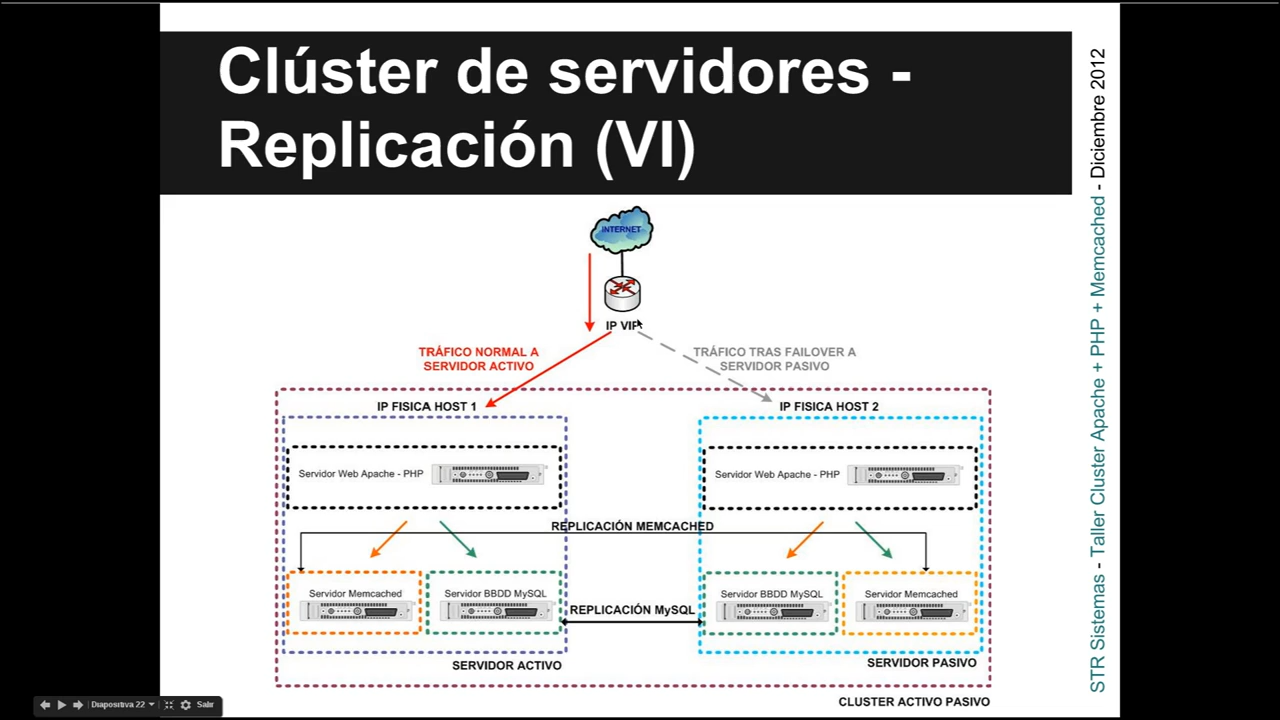 Clúster de servidores -
Replicación (VI)
STR Sistemas - Taller Cluster Apache + PHP + Memcached - Diciembre 2012
INTERNET
IP VIP
TRÁFICO NORMAL A
SERVIDOR ACTIVO
TRÁFICO TRAS FAILOVER A
SERVIDOR PASIVO
IP FISICA HOST 1
IP FISICA HOST 2
Servidor Web Apache - PHP
Servidor Web Apache - PHP
REPLICACIÓN MEMCACHED
Servidor Memcached
Servidor BBDD MySQL
REPLICACIÓN MySQL
Servidor BBDD MySQL
Servidor Memcached
SERVIDOR ACTIVO
SERVIDOR PASIVO
CLUSTER ACTIVO PASIVO
Diapositiva 22
Salir